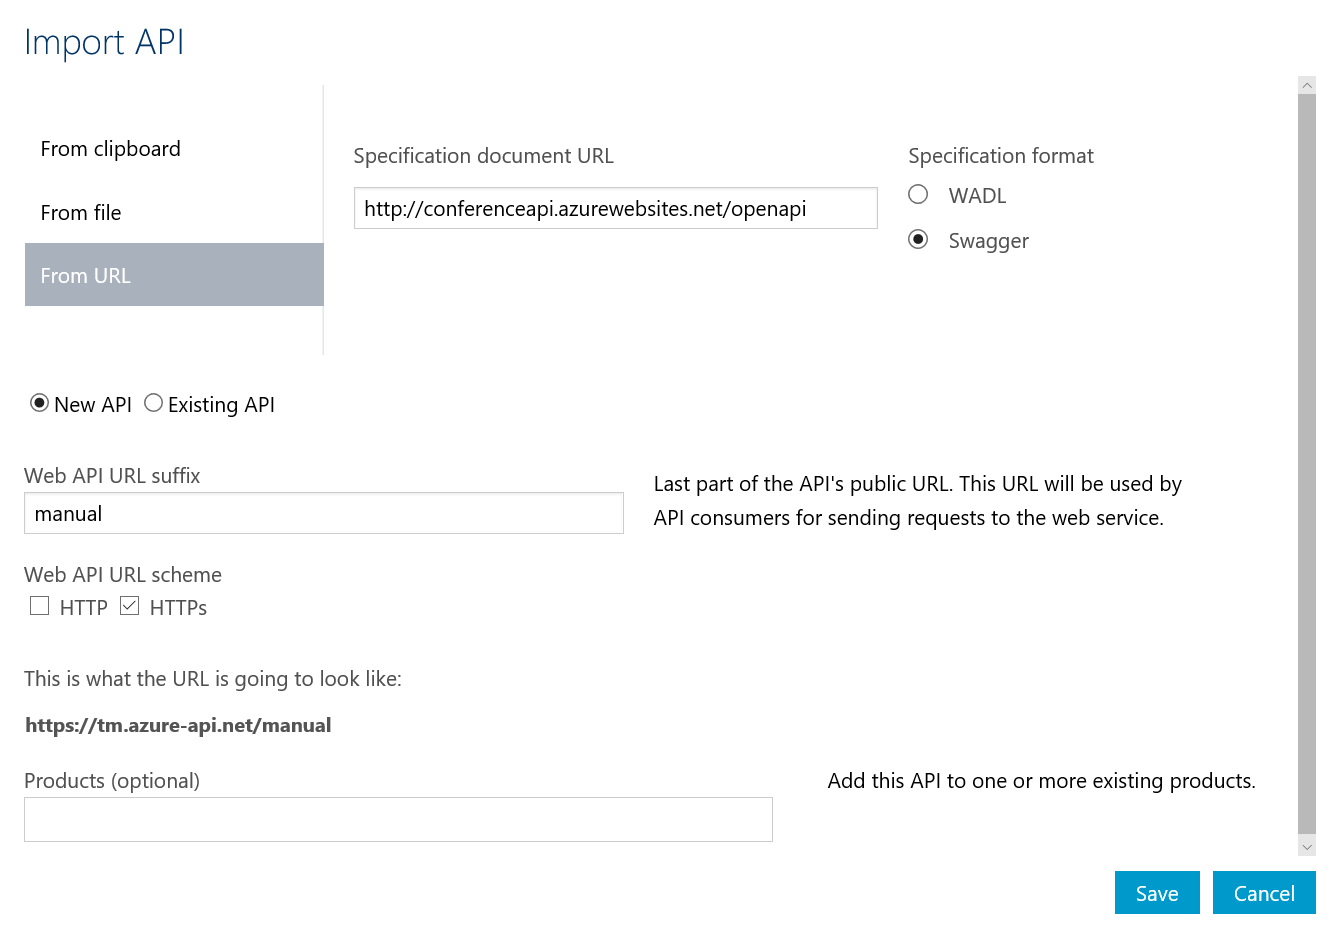 Import API
From clipboard
From file
From URL
Specification document URL
http://conferenceapi.azurewebsites.net/openapi
Specification format
WADL
Swagger
New API Existing API
Web API URL suffix
manual
Last part of the API's public URL. This URL will be used by
API consumers for sending requests to the web service.
Web API URL scheme
HTTP HTTPs
This is what the URL is going to look like:
https://tm.azure-api.net/manual
Products (optional)
Add this API to one or more existing products.
Save Cancel